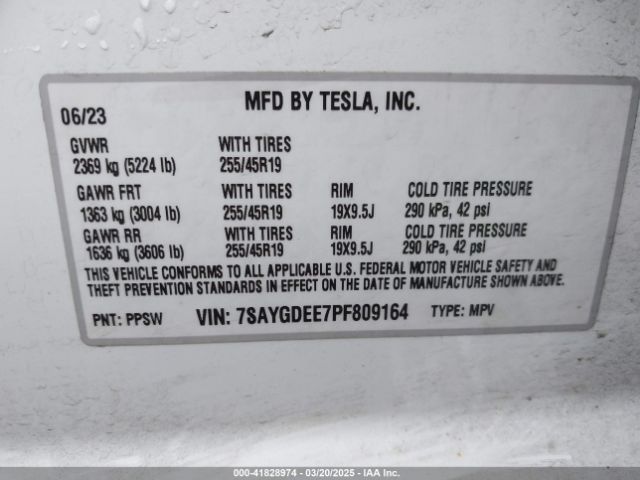 MFD BY TESLA, INC.
06/23
GVWR WITH TIRES
2369 kg (5224 lb) 255/45R19
GAWR FRT WITH TIRES RIM COLD TIRE PRESSURE
1363 kg (3004 lb) 255/45R19 19X9.5J 290 kPa, 42 psi
GAWR RR WITH TIRES RIM COLD TIRE PRESSURE
1636 kg (3606 lb) 255/45R19 19X9.5J 290 kPa, 42 psi
THIS VEHICLE CONFORMS TO ALL APPLICABLE U.S. FEDERAL MOTOR VEHICLE SAFETY AND
THEFT PREVENTION STANDARDS IN EFFECT ON THE DATE OF MANUFACTURE SHOWN ABOVE.
PNT: PPSW VIN: 7SAYGDEE7PF809164 TYPE: MPV
000-41828974 | 03/20/2025 - IAA Inc.